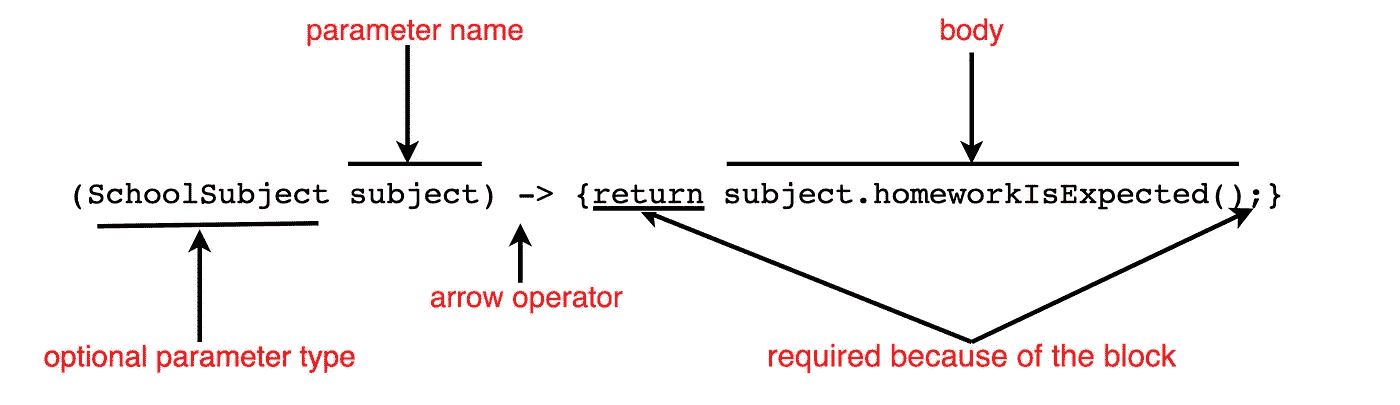 parameter name
body
(SchoolSubject subject) -> {return subject.homeworkIsExpected();}
arrow operator
optional parameter type
required because of the block